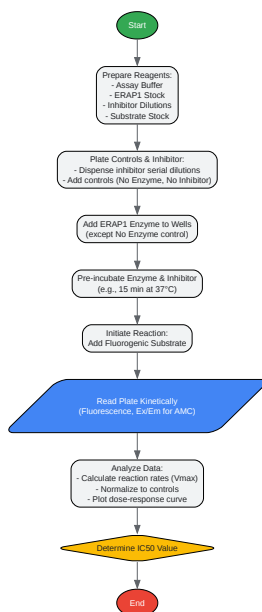 Start
Prepare Reagents:
- Assay Buffer
- ERAP1 Stock
- Inhibitor Dilutions
- Substrate Stock
Plate Controls & Inhibitor:
- Dispense inhibitor serial dilutions
- Add controls (No Enzyme, No Inhibitor)
Add ERAP1 Enzyme to Wells
(except No Enzyme control)
Pre-incubate Enzyme & Inhibitor
(e.g., 15 min at 37°C)
Initiate Reaction:
Add Fluorogenic Substrate
Read Plate Kinetically
(Fluorescence, Ex/Em for AMC)
Analyze Data:
- Calculate reaction rates (Vmax)
- Normalize to controls
- Plot dose-response curve
Determine IC50 Value
End